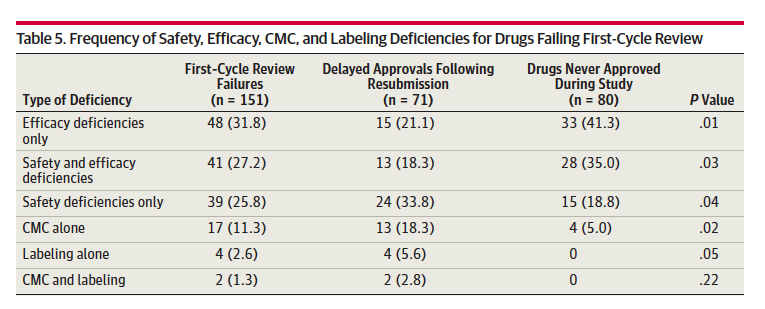 Table 5. Frequency of Safety, Efficacy, CMC, and Labeling Deficiencies for Drugs Failing First-Cycle Review
Type of Deficiency First-Cycle Review Failures (n = 151) Delayed Approvals Following Resubmission (n = 71) Drugs Never Approved During Study (n = 80) P Value
Efficacy deficiencies only 48 (31.8) 15 (21.1) 33 (41.3) .01
Safety and efficacy deficiencies 41 (27.2) 13 (18.3) 28 (35.0) .03
Safety deficiencies only 39 (25.8) 24 (33.8) 15 (18.8) .04
CMC alone 17 (11.3) 13 (18.3) 4 (5.0) .02
Labeling alone 4 (2.6) 4 (5.6) 0 .05
CMC and labeling 2 (1.3) 2 (2.8) 0 .22